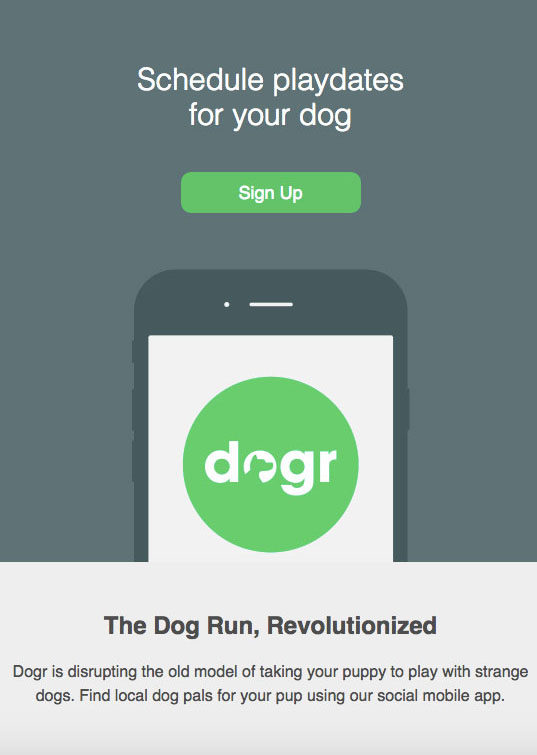 Schedule playdates
for your dog
Sign Up
dogr
The Dog Run, Revolutionized
Dogr is disrupting the old model of taking your puppy to play with strange
dogs. Find local dog pals for your pup using our social mobile app.